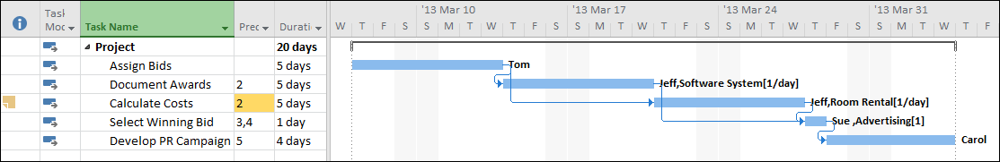 '13 Mar 10 '13 Mar 17 '13 Mar 24 '13 Mar 31
Task Mod Task Name Prec Durati W T F S S M T W T F S S M T W T F S S M T W T F S S M T W T F
Project 20 days
Assign Bids 5 days Tom
Document Awards 2 5 days Jeff,Software System[1/day]
Calculate Costs 2 5 days Jeff,Room Rental[1/day]
Select Winning Bid 3,4 1 day Sue ,Advertising[1]
Develop PR Campaign 5 4 days Carol